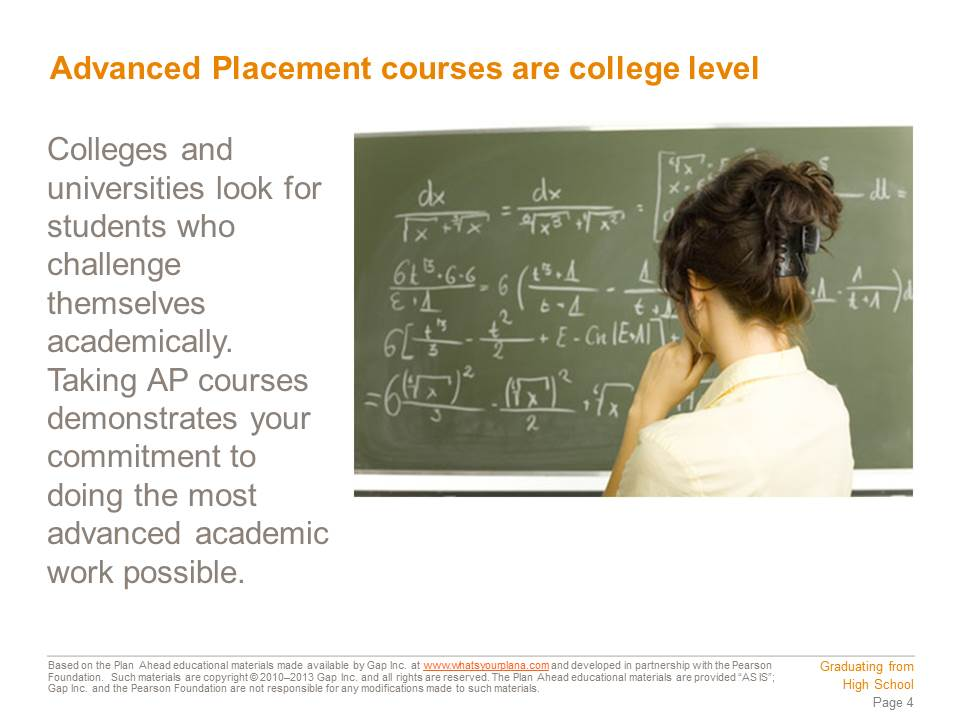 Advanced Placement courses are college level
Colleges and
universities look for
students who
challenge
themselves
academically.
Taking AP courses
demonstrates your
commitment to
doing the most
advanced academic
work possible.
dx
dx
Based on the Plan Ahead educational materials made available by Gap Inc. at www.whatsyourplana.com and developed in partnership with the Pearson
Foundation. Such materials are copyright © 2010–2013 Gap Inc. and all rights are reserved. The Plan Ahead educational materials are provided “AS IS”;
Gap Inc. and the Pearson Foundation are not responsible for any modifications made to such materials.
Graduating from
High School
Page 4